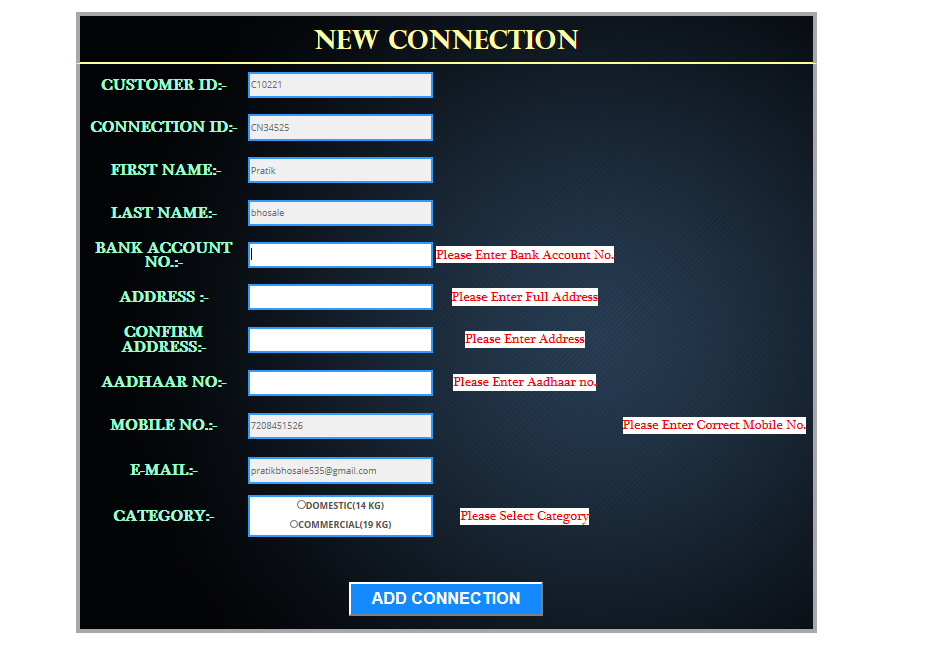 NEW CONNECTION
CUSTOMER ID:- C10221
CONNECTION ID:- CN34525
FIRST NAME:- Pratik
LAST NAME:- bhosale
BANK ACCOUNT
NO.:- Please Enter Bank Account No.
ADDRESS :- Please Enter Full Address
CONFIRM
ADDRESS:- Please Enter Address
AADHAAR NO:- Please Enter Aadhaar no.
MOBILE NO.:- 7208451526 Please Enter Correct Mobile No.
E-MAIL:- pratikbhosale535@gmail.com
DOMESTIC(14 KG)
CATEGORY:- Please Select Category
COMMERCIAL(19 KG)
ADD CONNECTION